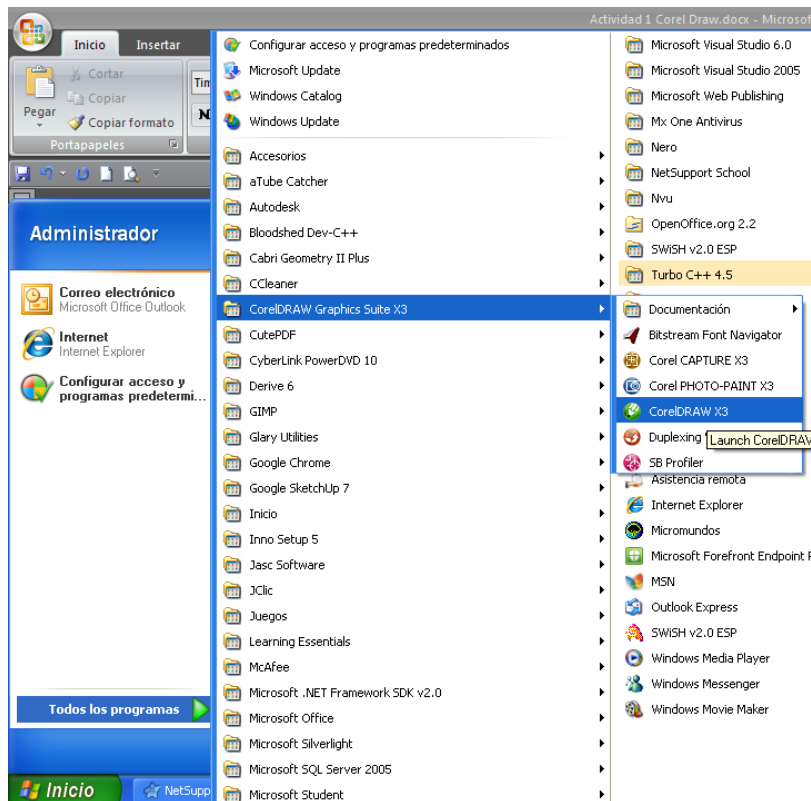 Actividad 1 Corel Draw.docx - Microsof
Inicio
Insertar
Cortar
Copiar
Pegar
Copiar formato
Portapapeles
Tim
N
Administrador
Correo electrónico
Microsoft Office Outlook
Internet
Internet Explorer
Configurar acceso y
programas predetermi...
Todos los programas
Inicio
NetSupp
Configurar acceso y programas predeterminados
Microsoft Update
Windows Catalog
Windows Update
Accesorios
aTube Catcher
Autodesk
Bloodshed Dev-C++
Cabri Geometry II Plus
CCleaner
CorelDRAW Graphics Suite X3
CutePDF
CyberLink PowerDVD 10
Derive 6
GIMP
Glary Utilities
Google Chrome
Google SketchUp 7
Inicio
Inno Setup 5
Jasc Software
JClic
Juegos
Learning Essentials
McAfee
Microsoft .NET Framework SDK v2.0
Microsoft Office
Microsoft Silverlight
Microsoft SQL Server 2005
Microsoft Student
Microsoft Visual Studio 6.0
Microsoft Visual Studio 2005
Microsoft Web Publishing
Mx One Antivirus
Nero
NetSupport School
Nvu
OpenOffice.org 2.2
SWiSH v2.0 ESP
Turbo C++ 4.5
Documentación
Bitstream Font Navigator
Corel CAPTURE X3
Corel PHOTO-PAINT X3
CorelDRAW X3
Duplexing
Launch CorelDRAW
SB Profiler
Asistencia remota
Internet Explorer
Micromundos
Microsoft Forefront Endpoint P
MSN
Outlook Express
SWiSH v2.0 ESP
Windows Media Player
Windows Messenger
Windows Movie Maker